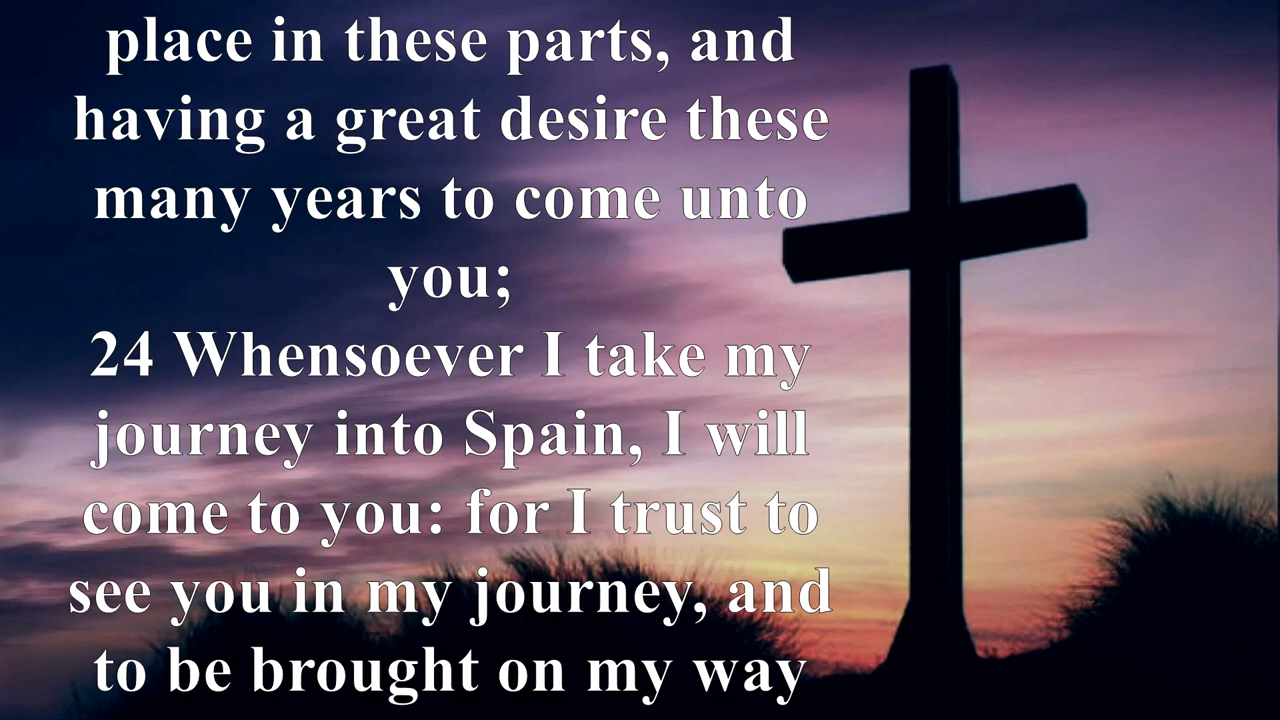 place in these parts, and
having a great desire these
many years to come unto
you;
24 Whensoever I take my
journey into Spain, I will
come to you: for I trust to
see you in my journey, and
to be brought on my way